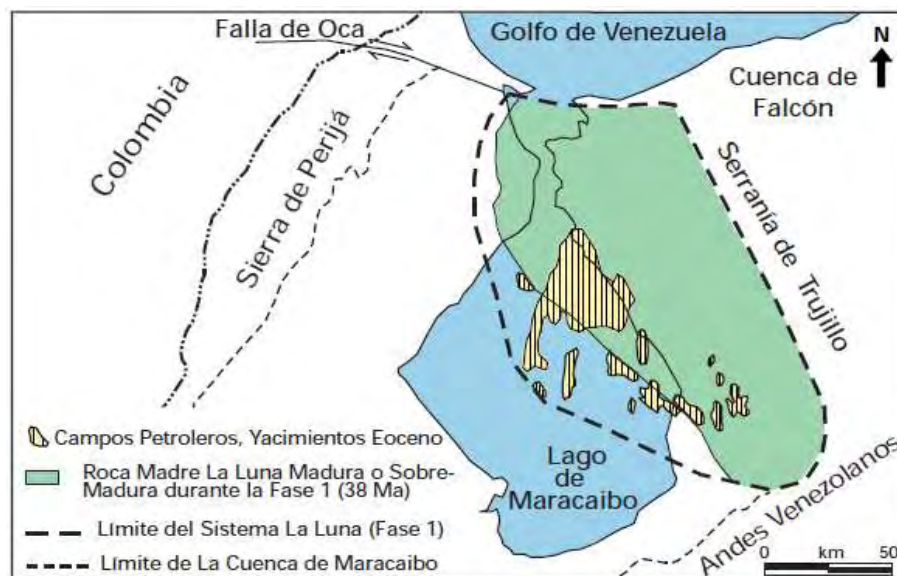 Falla de Oca
Golfo de Venezuela
N
Cuenca de
Falcón
Colombia
Sierra de Perijá
Serranía de Trujillo
Campos Petroleros, Yacimientos Eoceno
Roca Madre La Luna Madura o Sobre-
Madura durante la Fase 1 (38 Ma)
Límite del Sistema La Luna (Fase 1)
Límite de La Cuenca de Maracaibo
Lago
de
Maracaibo
Andes Venezolanos
0 km 50